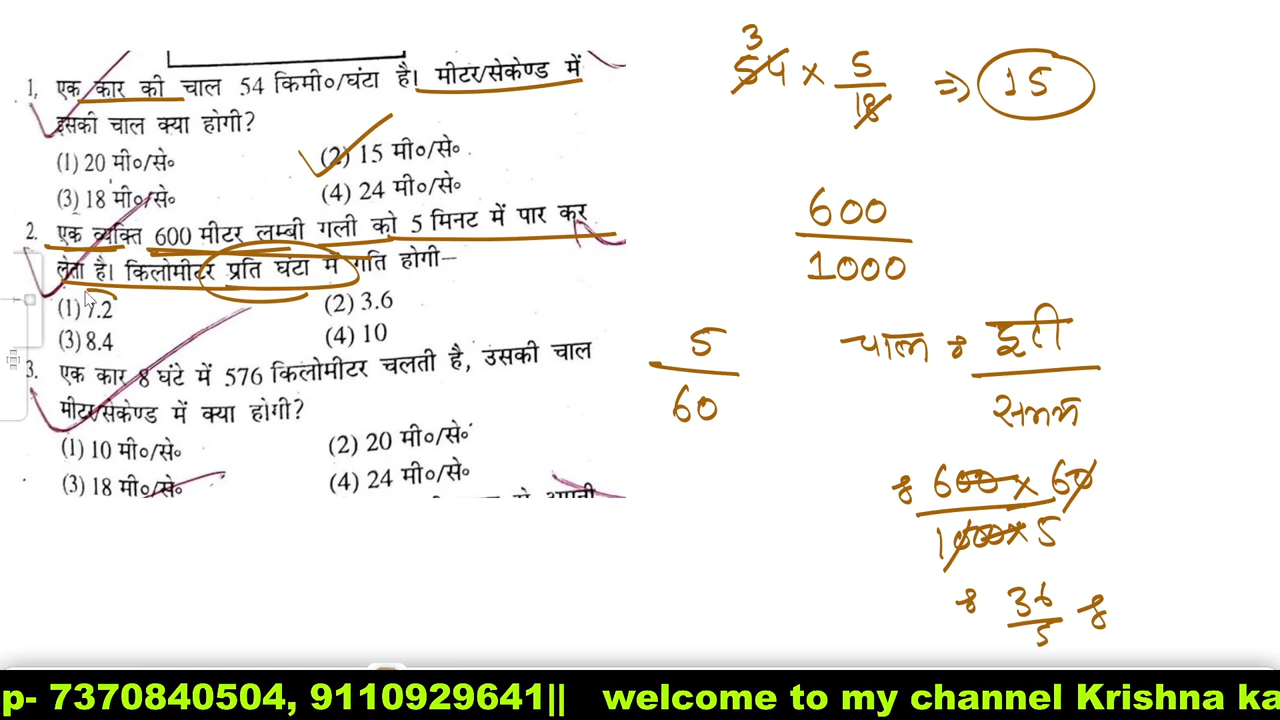 1. एक कार की चाल 54 किमी०/घंटा है। मीटर/सेकेण्ड में
इसकी चाल क्या होगी?
(1) 20 मी०/से०
(2) 15 मी०/से०
(3) 18 मी०/से०
(4) 24 मी०/से०
2. एक व्यक्ति 600 मीटर लम्बी गली को 5 मिनट में पार कर
लेता है। किलोमीटर प्रति घंटा में गति होगी—
(1) 7.2
(2) 3.6
(3) 8.4
(4) 10
3. एक कार 8 घंटे में 576 किलोमीटर चलती है, उसकी चाल
मीटर/सेकेण्ड में क्या होगी?
(1) 10 मी०/से०
(2) 20 मी०/से०
(3) 18 मी०/से०
(4) 24 मी०/से०
3
54 × 5/18 ⇒ 15
600
1000
5
60
चाल = दूरी
समय
= 600 × 60
1000 × 5
= 36/5 =
p- 7370840504, 9110929641|| welcome to my channel Krishna ka